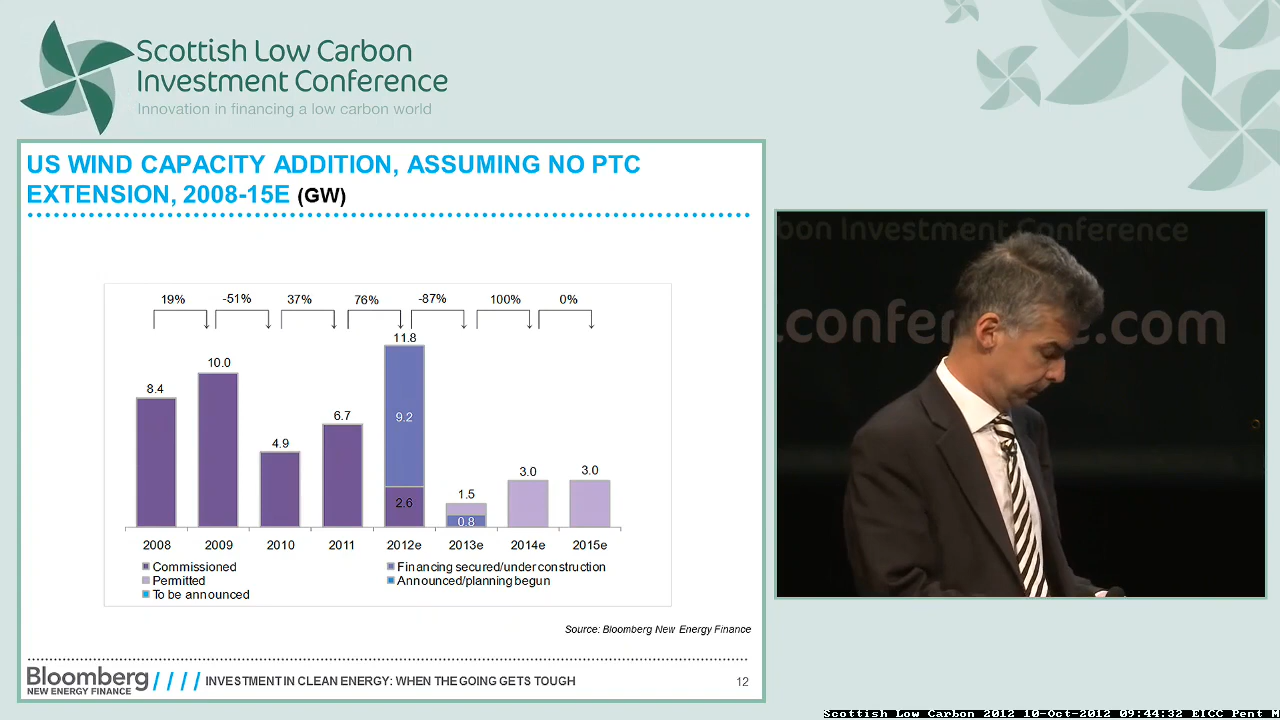 Scottish Low Carbon
Investment Conference
Innovation in financing a low carbon world
US WIND CAPACITY ADDITION, ASSUMING NO PTC
EXTENSION, 2008-15E (GW)
19% -51% 37% 76% -87% 100% 0%
8.4 10.0 4.9 6.7 11.8 1.5 3.0 3.0
9.2
2.6 0.8
2008 2009 2010 2011 2012e 2013e 2014e 2015e
Commissioned Financing secured/under construction
Permitted Announced/planning begun
To be announced
Source: Bloomberg New Energy Finance
Bloomberg
NEW ENERGY FINANCE
//// INVESTMENT IN CLEAN ENERGY: WHEN THE GOING GETS TOUGH 12
bon Investment Conference
.conference.com
Scottish Low Carbon 2012 10-Oct-2012 09:44:32 EICC Pent M